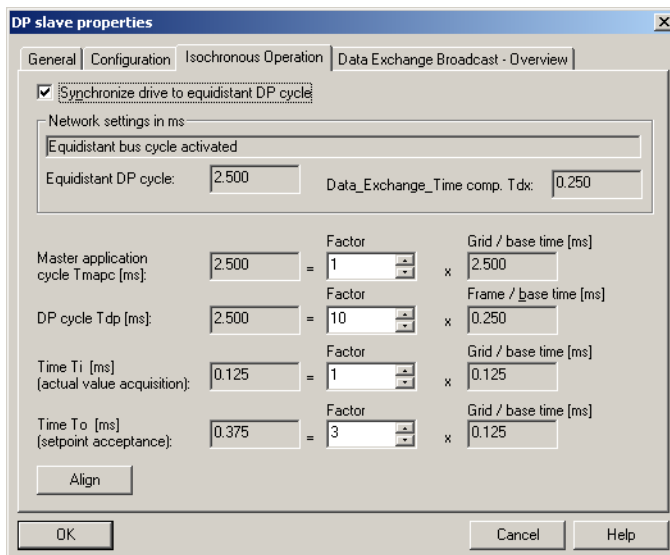 DP slave properties
General Configuration Isochronous Operation Data Exchange Broadcast - Overview
Synchronize drive to equidistant DP cycle
Network settings in ms
Equidistant bus cycle activated
Equidistant DP cycle: 2.500 Data_Exchange_Time comp. Tdx: 0.250
Factor Grid / base time [ms]
Master application
cycle Tmapc [ms]: 2.500 = 1 x 2.500
Factor Frame / base time [ms]
DP cycle Tdp [ms]: 2.500 = 10 x 0.250
Factor Grid / base time [ms]
Time Ti [ms]
(actual value acquisition): 0.125 = 1 x 0.125
Factor Grid / base time [ms]
Time To [ms]
(setpoint acceptance): 0.375 = 3 x 0.125
Align
OK Cancel Help